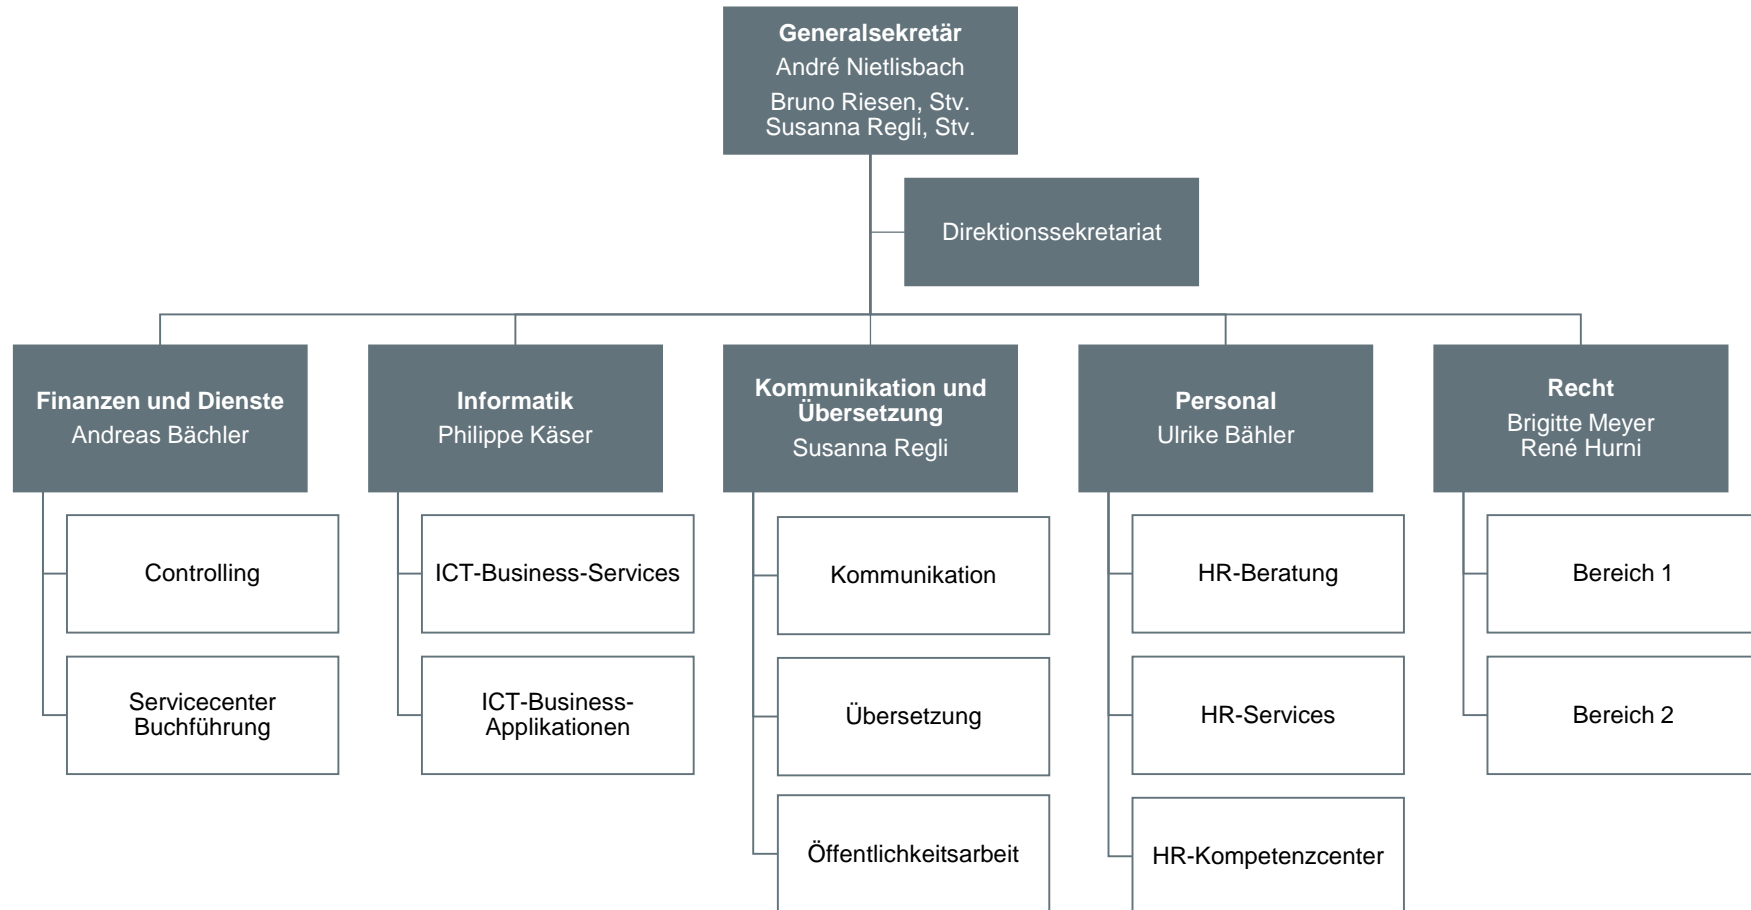 Generalsekretär
André Nietlisbach
Bruno Riesen, Stv.
Susanna Regli, Stv.
Direktionssekretariat
Finanzen und Dienste
Andreas Bächler
Informatik
Philippe Käser
Kommunikation und
Übersetzung
Susanna Regli
Personal
Ulrike Bähler
Recht
Brigitte Meyer
René Hurni
Controlling
Servicecenter
Buchführung
ICT-Business-Services
ICT-Business-
Applikationen
Kommunikation
Übersetzung
Öffentlichkeitsarbeit
HR-Beratung
HR-Services
HR-Kompetenzcenter
Bereich 1
Bereich 2